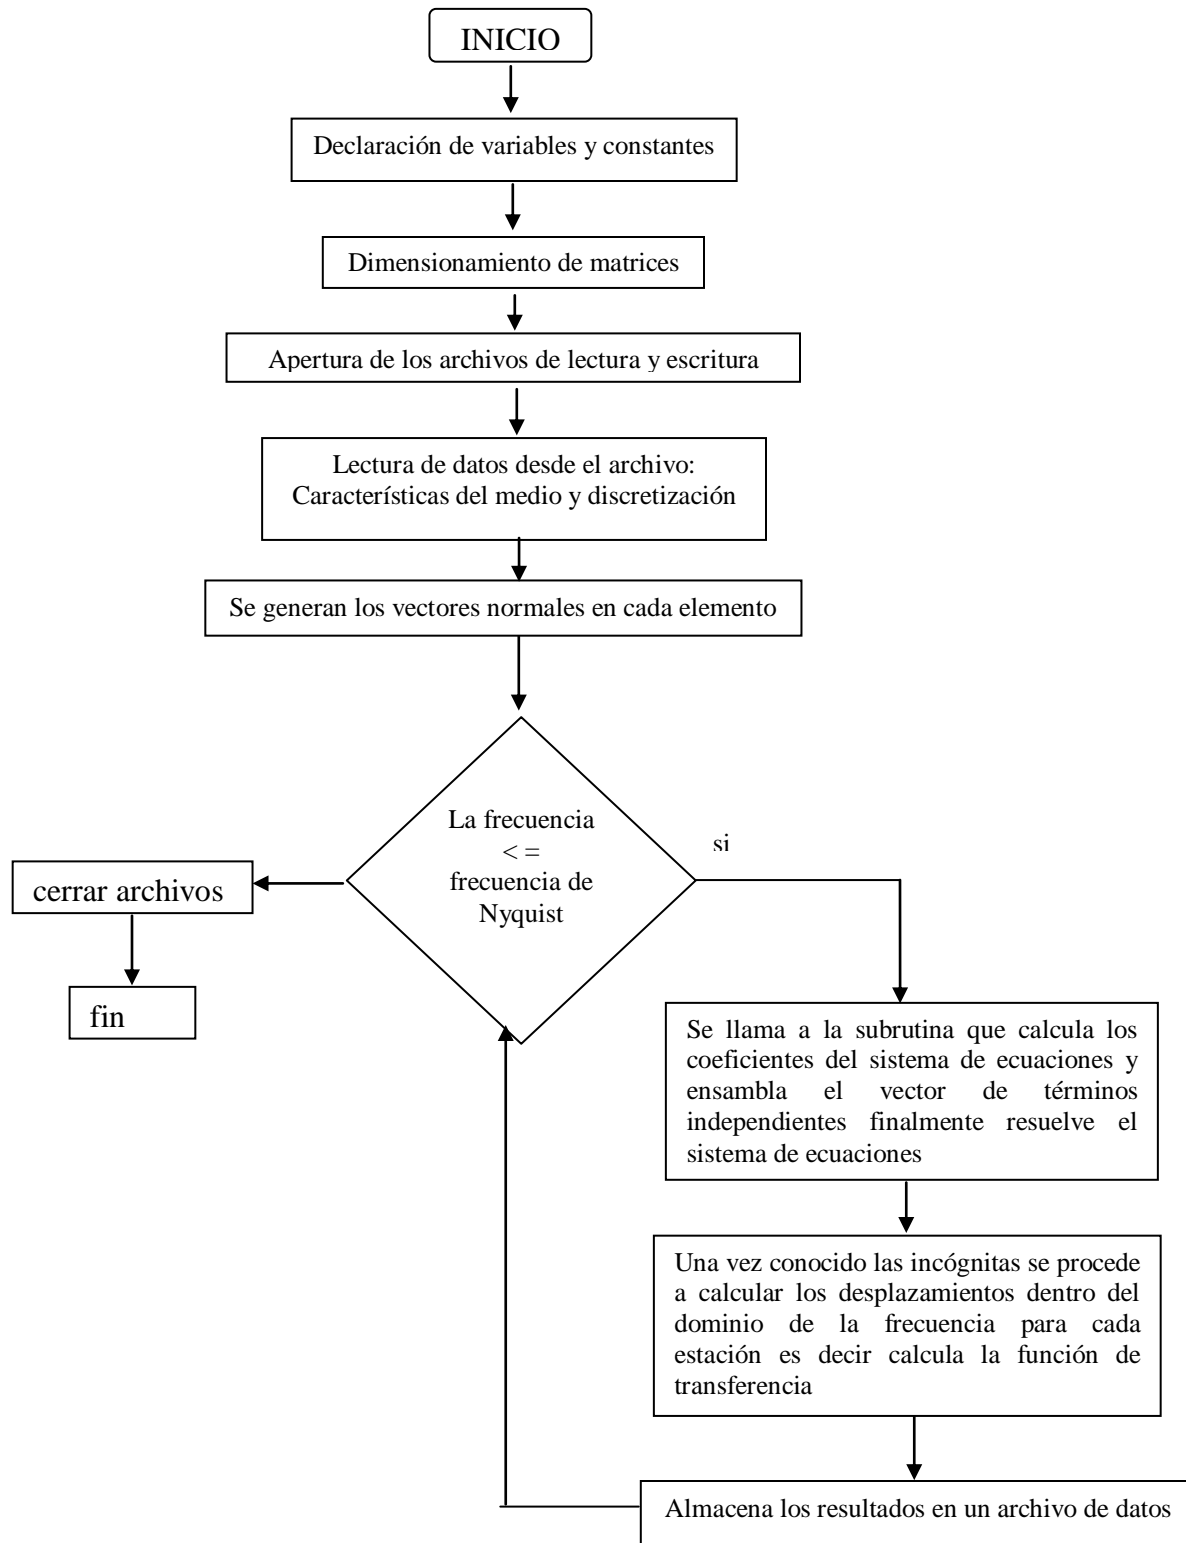 INICIO
Declaración de variables y constantes
Dimensionamiento de matrices
Apertura de los archivos de lectura y escritura
Lectura de datos desde el archivo:
Características del medio y discretización
Se generan los vectores normales en cada elemento
La frecuencia
< =
frecuencia de
Nyquist
si
cerrar archivos
fin
Se llama a la subrutina que calcula los
coeficientes del sistema de ecuaciones y
ensambla el vector de términos
independientes finalmente resuelve el
sistema de ecuaciones
Una vez conocido las incógnitas se procede
a calcular los desplazamientos dentro del
dominio de la frecuencia para cada
estación es decir calcula la función de
transferencia
Almacena los resultados en un archivo de datos